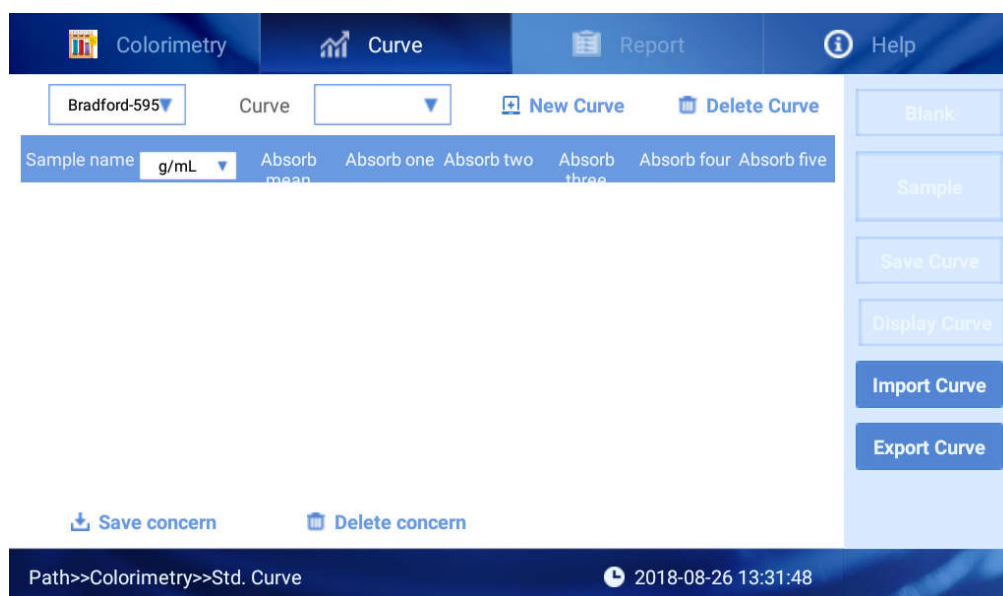 Colorimetry Curve Report Help
Bradford-595 Curve New Curve Delete Curve
Blank
Sample name g/mL Absorb mean Absorb one Absorb two Absorb three Absorb four Absorb five
Sample
Save Curve
Display Curve
Import Curve
Export Curve
Save concern Delete concern
Path>>Colorimetry>>Std. Curve 2018-08-26 13:31:48